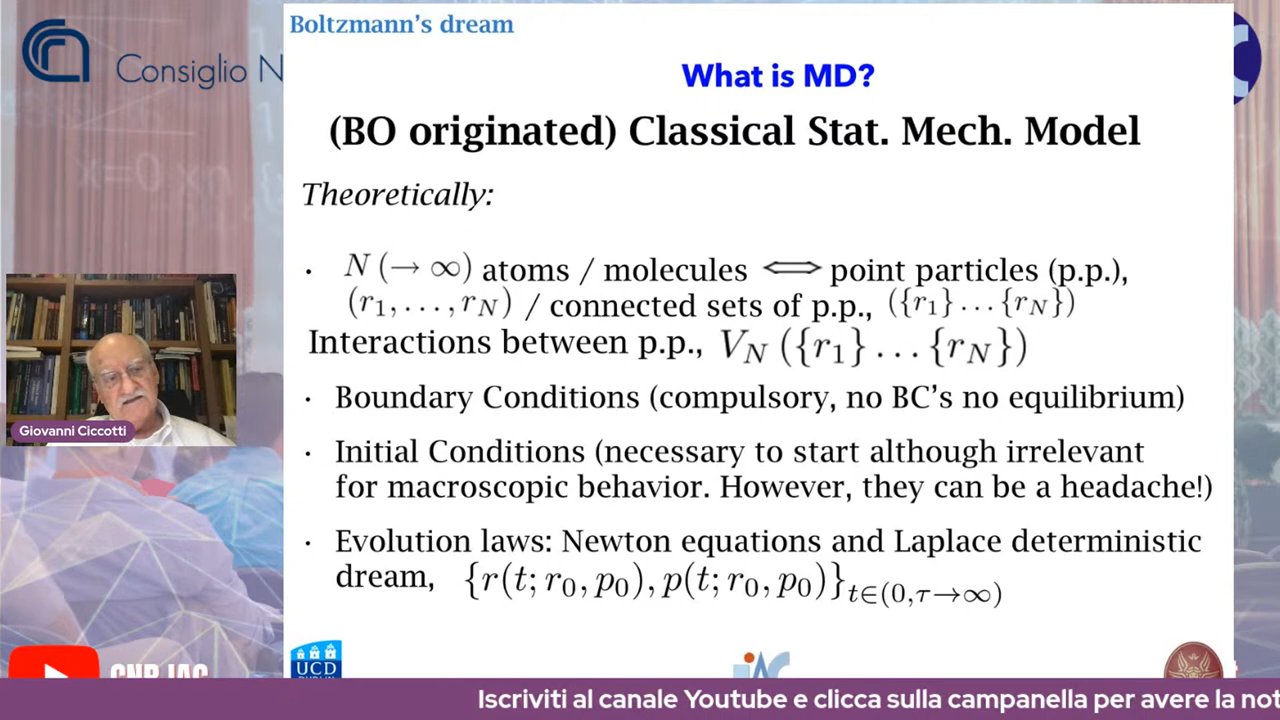 Boltzmann's dream
Consiglio N
What is MD?
(BO originated) Classical Stat. Mech. Model
Theoretically:
· N (→ ∞) atoms / molecules ⟺ point particles (p.p.),
(r₁, . . . , r_N) / connected sets of p.p., ({r₁} . . . {r_N})
Interactions between p.p., V_N ({r₁} . . . {r_N})
· Boundary Conditions (compulsory, no BC's no equilibrium)
· Initial Conditions (necessary to start although irrelevant
for macroscopic behavior. However, they can be a headache!)
· Evolution laws: Newton equations and Laplace deterministic
dream, {r(t; r₀, p₀), p(t; r₀, p₀)}_{t∈(0,τ→∞)}
Giovanni Ciccotti
UCD
Iscriviti al canale Youtube e clicca sulla campanella per avere la not